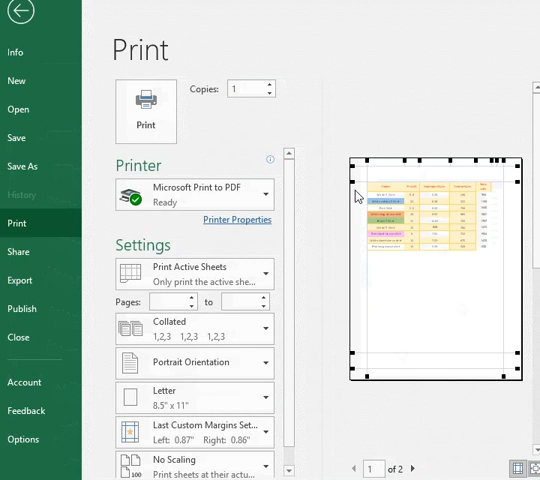 Print
Info
New
Open
Save
Save As
History
Print
Share
Export
Publish
Close
Account
Feedback
Options
Copies: 1
Print
Printer
Microsoft Print to PDF
Ready
Printer Properties
Settings
Print Active Sheets
Only print the active she...
Pages: to
Collated
1,2,3 1,2,3 1,2,3
Portrait Orientation
Letter
8.5" x 11"
Last Custom Margins Set...
Left: 0.87" Right: 0.86"
No Scaling
100
Print sheets at their actu...
1 of 2